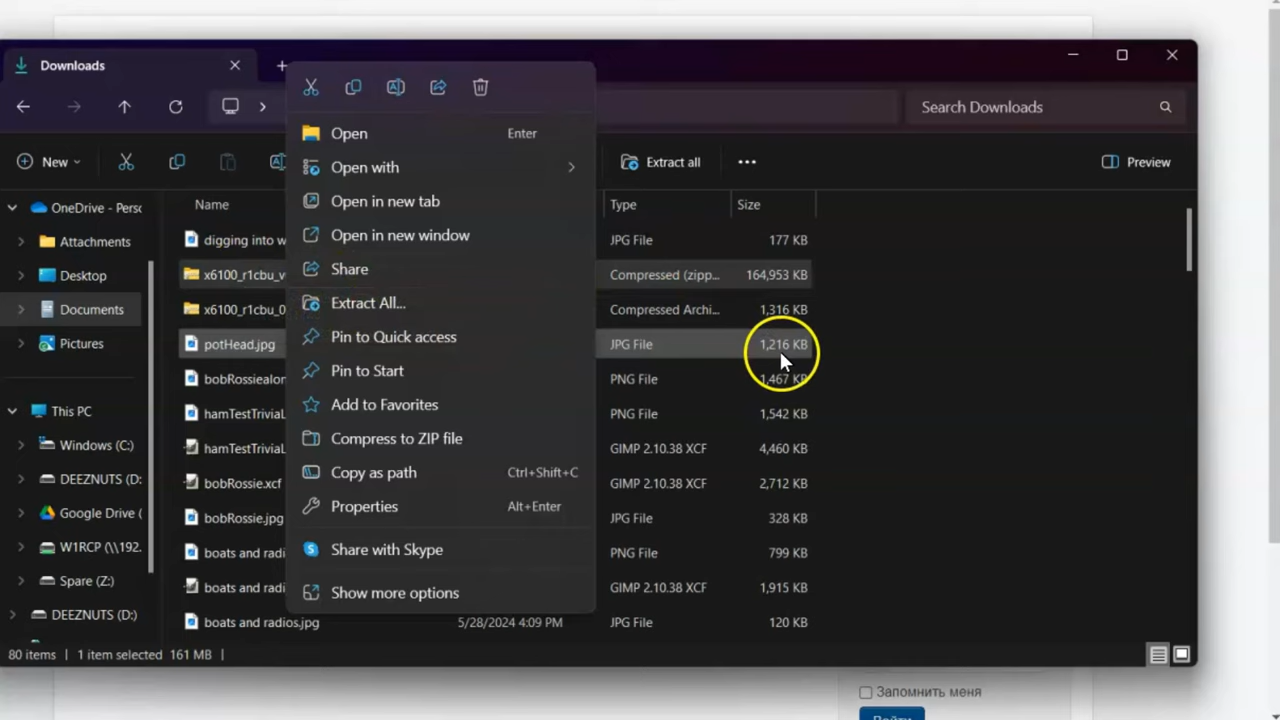 Downloads
Search Downloads
New
Extract all
Preview
Open Enter
Open with
Open in new tab
Open in new window
Share
Extract All...
Pin to Quick access
Pin to Start
Add to Favorites
Compress to ZIP file
Copy as path Ctrl+Shift+C
Properties Alt+Enter
Share with Skype
Show more options
OneDrive - Persc
Attachments
Desktop
Documents
Pictures
This PC
Windows (C:)
DEEZNUTS (D:
Google Drive (
W1RCP (\\192.
Spare (Z:)
DEEZNUTS (D:)
Name Type Size
digging into w JPG File 177 KB
x6100_r1cbu_v Compressed (zipp... 164,953 KB
x6100_r1cbu_0 Compressed Archi... 1,316 KB
potHead.jpg JPG File 1,216 KB
bobRossiealon PNG File 1,467 KB
hamTestTriviaL PNG File 1,542 KB
hamTestTriviaL GIMP 2.10.38 XCF 4,460 KB
bobRossie.xcf GIMP 2.10.38 XCF 2,712 KB
bobRossie.jpg JPG File 328 KB
boats and radi PNG File 799 KB
boats and radi GIMP 2.10.38 XCF 1,915 KB
boats and radios.jpg 5/28/2024 4:09 PM JPG File 120 KB
80 items 1 item selected 161 MB
Запомнить меня
Войти